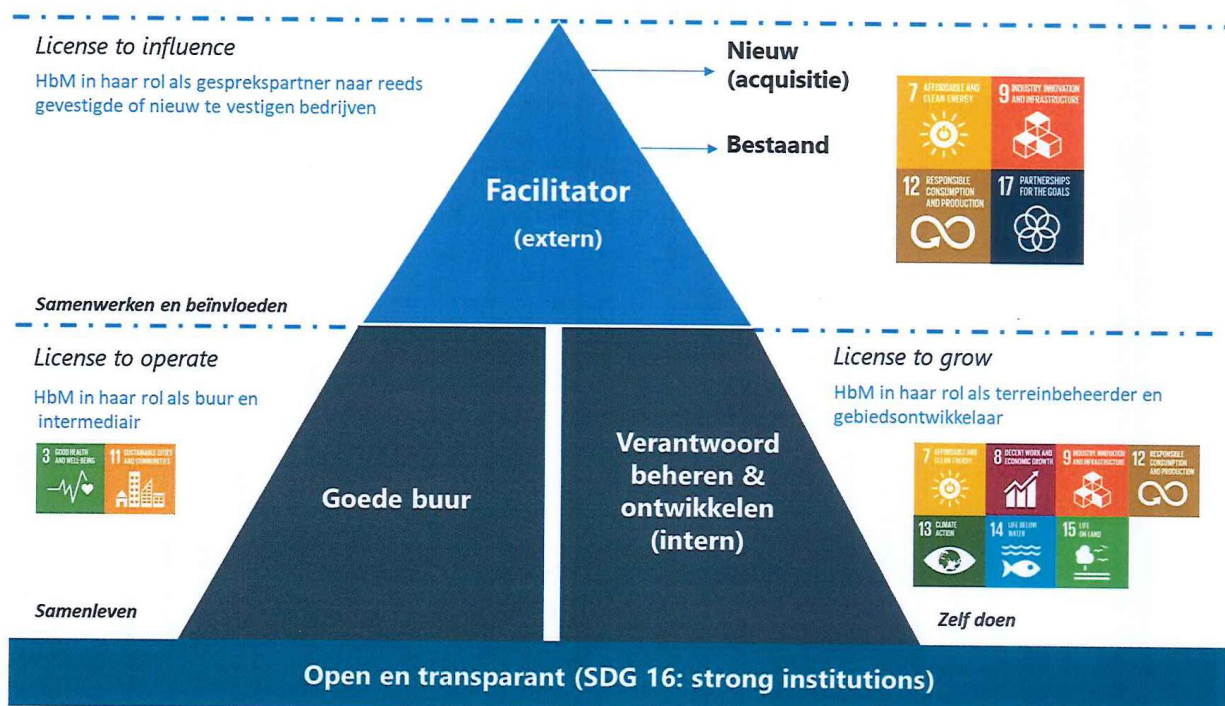 License to influence
HbM in haar rol als gesprekspartner naar reeds
gevestigde of nieuw te vestigen bedrijven
Nieuw
(acquisitie)
Bestaand
7 AFFORDABLE AND
CLEAN ENERGY
9 INDUSTRY, INNOVATION
AND INFRASTRUCTURE
12 RESPONSIBLE
CONSUMPTION
AND PRODUCTION
17 PARTNERSHIPS
FOR THE GOALS
Facilitator
(extern)
Samenwerken en beïnvloeden
License to operate
HbM in haar rol als buur en
intermediair
3 GOOD HEALTH
AND WELL-BEING
11 SUSTAINABLE CITIES
AND COMMUNITIES
Goede buur
Samenleven
Verantwoord
beheren &
ontwikkelen
(intern)
License to grow
HbM in haar rol als terreinbeheerder en
gebiedsontwikkelaar
7 AFFORDABLE AND
CLEAN ENERGY
8 DECENT WORK AND
ECONOMIC GROWTH
9 INDUSTRY, INNOVATION
AND INFRASTRUCTURE
12 RESPONSIBLE
CONSUMPTION
AND PRODUCTION
13 CLIMATE
ACTION
14 LIFE BELOW
WATER
15 LIFE
ON LAND
Zelf doen
Open en transparant (SDG 16: strong institutions)